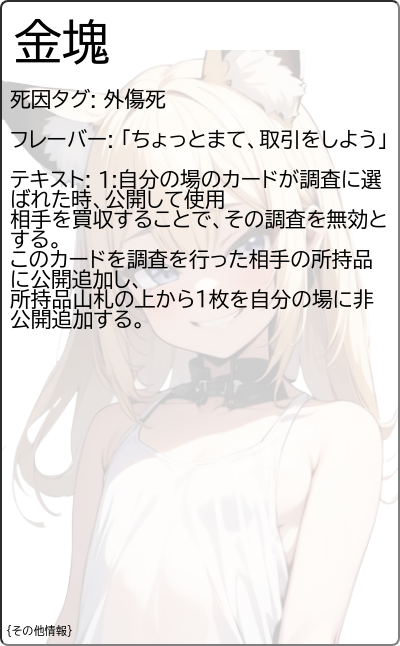 金塊
死因タグ: 外傷死
フレーバー: 「ちょっとまて、取引をしよう」
テキスト: 1:自分の場のカードが調査に選
ばれた時、公開して使用
相手を買収することで、その調査を無効と
する。
このカードを調査を行った相手の所持品
に公開追加し、
所持品山札の上から1枚を自分の場に非
公開追加する。
{その他情報}